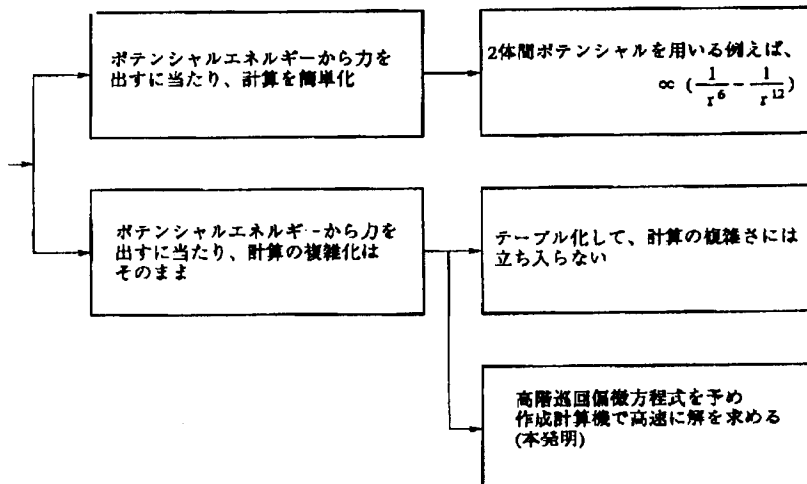 ポテンシャルエネルギーから力を
出すに当たり、計算を簡単化
2体間ポテンシャルを用いる例えば、
∝ (1/r^6 − 1/r^12)
ポテンシャルエネルギーから力を
出すに当たり、計算の複雑化は
そのまま
テーブル化して、計算の複雑さには
立ち入らない
高階巡回偏微方程式を予め
作成計算機で高速に解を求める
(本発明)